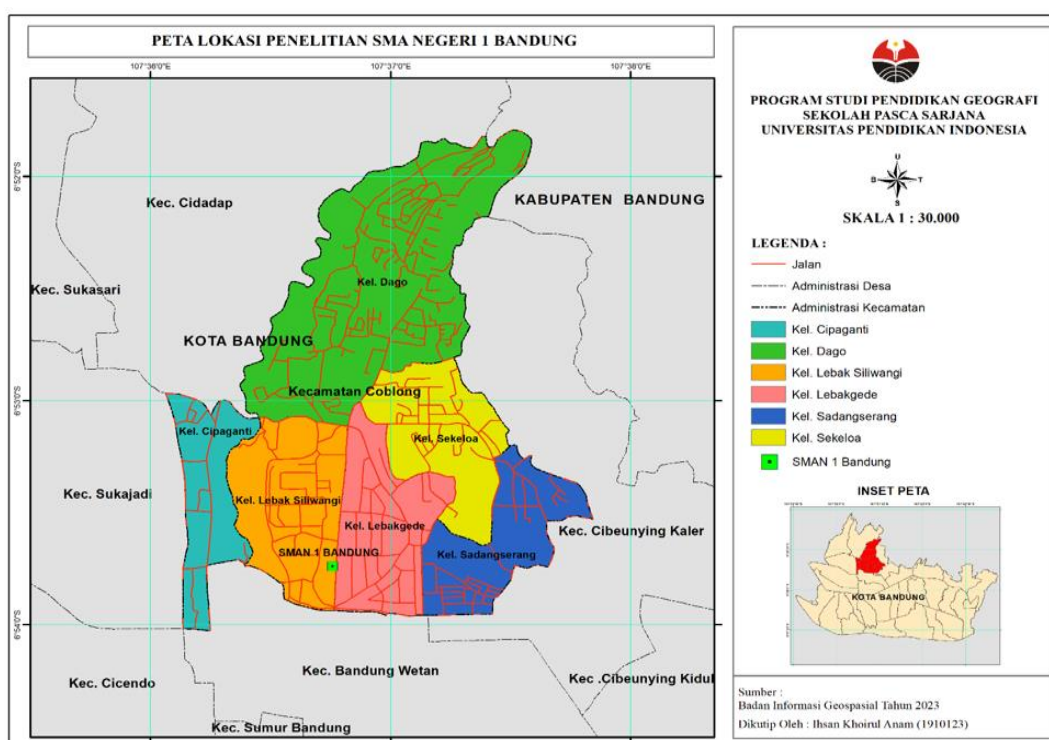 PETA LOKASI PENELITIAN SMA NEGERI 1 BANDUNG
107°36'0"E
107°37'0"E
107°38'0"E
6°52'0"S
6°53'0"S
6°54'0"S
Kec. Cidadap
KABUPATEN BANDUNG
Kec. Sukasari
Kel. Dago
KOTA BANDUNG
Kecamatan Coblong
Kel. Cipaganti
Kel. Sekeloa
Kec. Sukajadi
Kel. Lebak Siliwangi
Kel. Lebakgede
Kec. Cibeunying Kaler
SMAN 1 BANDUNG
Kel. Sadangserang
Kec. Bandung Wetan
Kec. Cicendo
Kec .Cibeunying Kidul
Kec. Sumur Bandung
PROGRAM STUDI PENDIDIKAN GEOGRAFI
SEKOLAH PASCA SARJANA
UNIVERSITAS PENDIDIKAN INDONESIA
U
B
T
S
SKALA 1 : 30.000
LEGENDA :
Jalan
Administrasi Desa
Administrasi Kecamatan
Kel. Cipaganti
Kel. Dago
Kel. Lebak Siliwangi
Kel. Lebakgede
Kel. Sadangserang
Kel. Sekeloa
SMAN 1 Bandung
INSET PETA
KOTA BANDUNG
Sumber :
Badan Informasi Geospasial Tahun 2023
Dikutip Oleh : Ihsan Khoirul Anam (1910123)